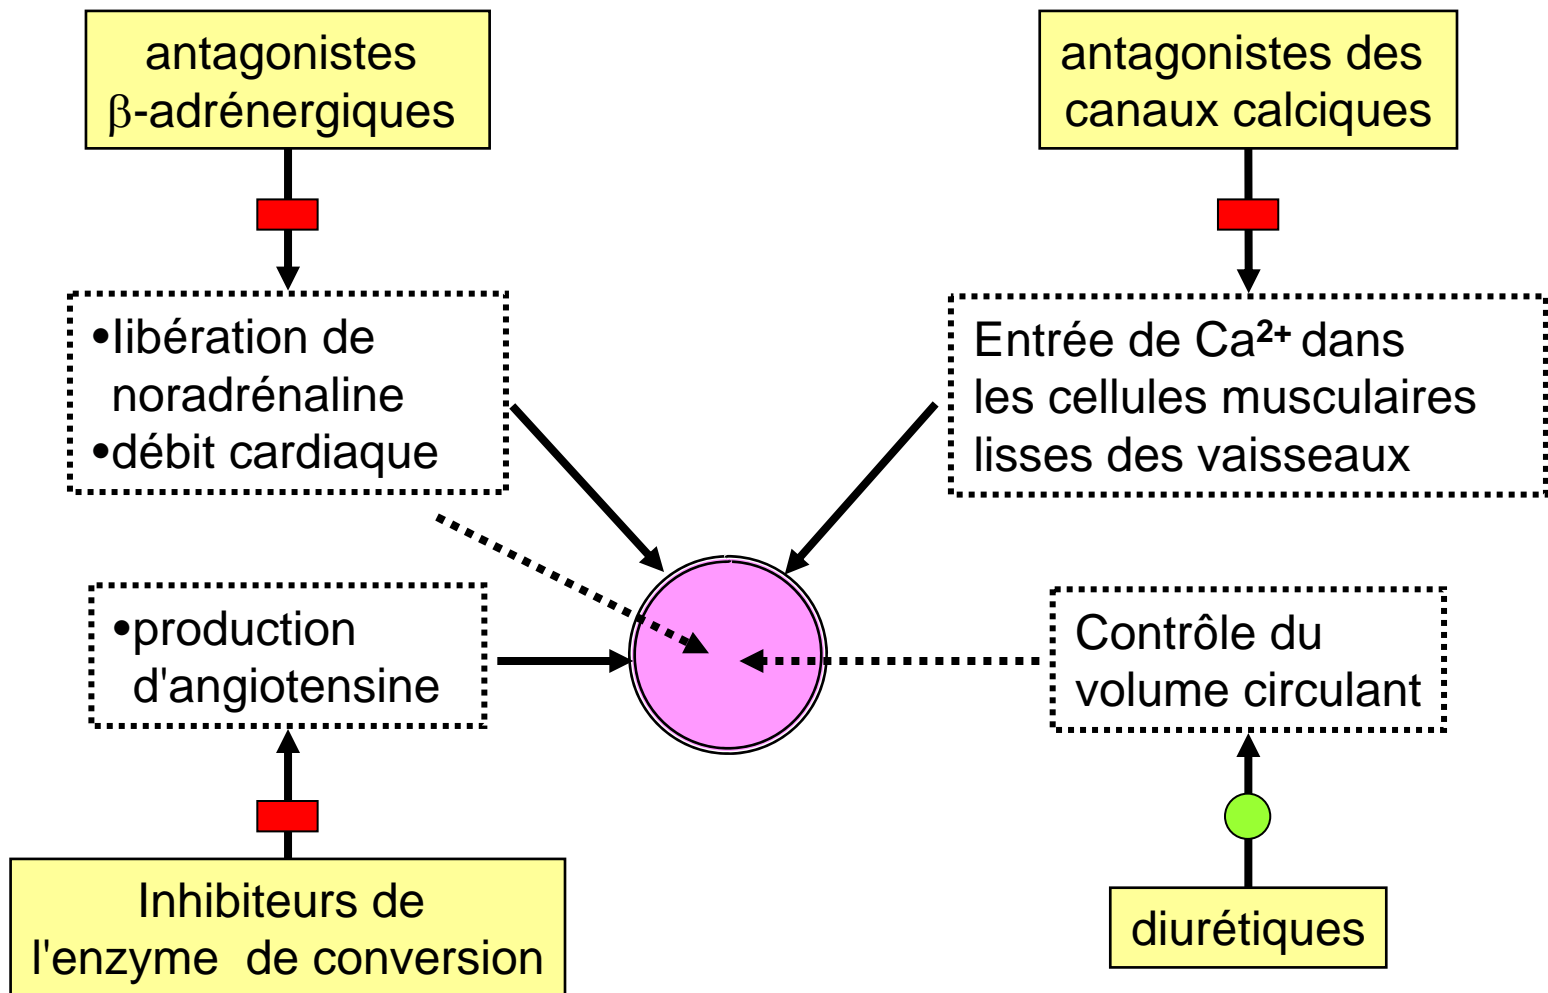 antagonistes
β-adrénergiques
antagonistes des
canaux calciques
•libération de
noradrénaline
•débit cardiaque
Entrée de Ca²⁺ dans
les cellules musculaires
lisses des vaisseaux
•production
d'angiotensine
Contrôle du
volume circulant
Inhibiteurs de
l'enzyme de conversion
diurétiques